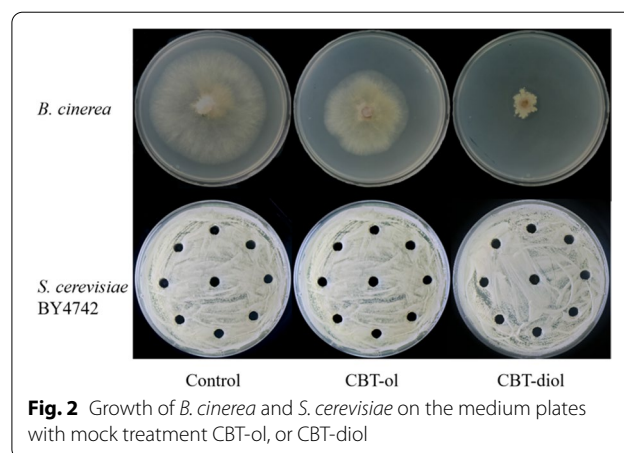 B. cinerea
S. cerevisiae
BY4742
Control CBT-ol CBT-diol
Fig. 2 Growth of B. cinerea and S. cerevisiae on the medium plates
with mock treatment CBT-ol, or CBT-diol